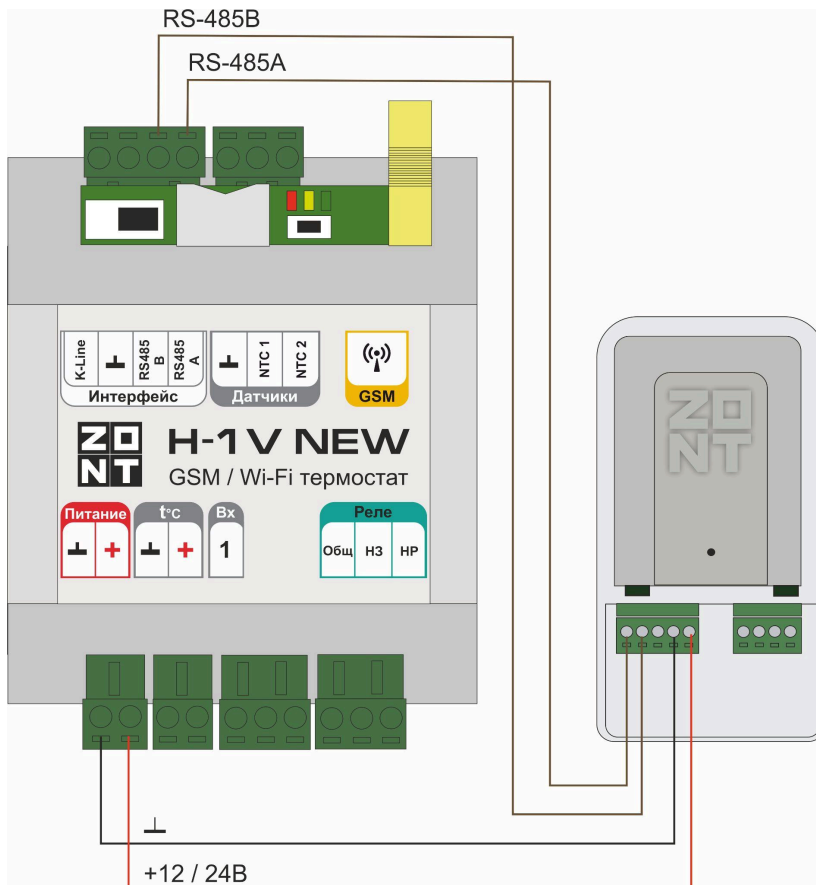 RS-485B
RS-485A
K-Line
RS485 B
RS485 A
NTC 1
NTC 2
Интерфейс
Датчики
GSM
ZONT
H-1V NEW
GSM / Wi-Fi термостат
ZONT
Питание
t°C
Вх
Реле
+
+
1
Общ
НЗ
НР
+12 / 24В